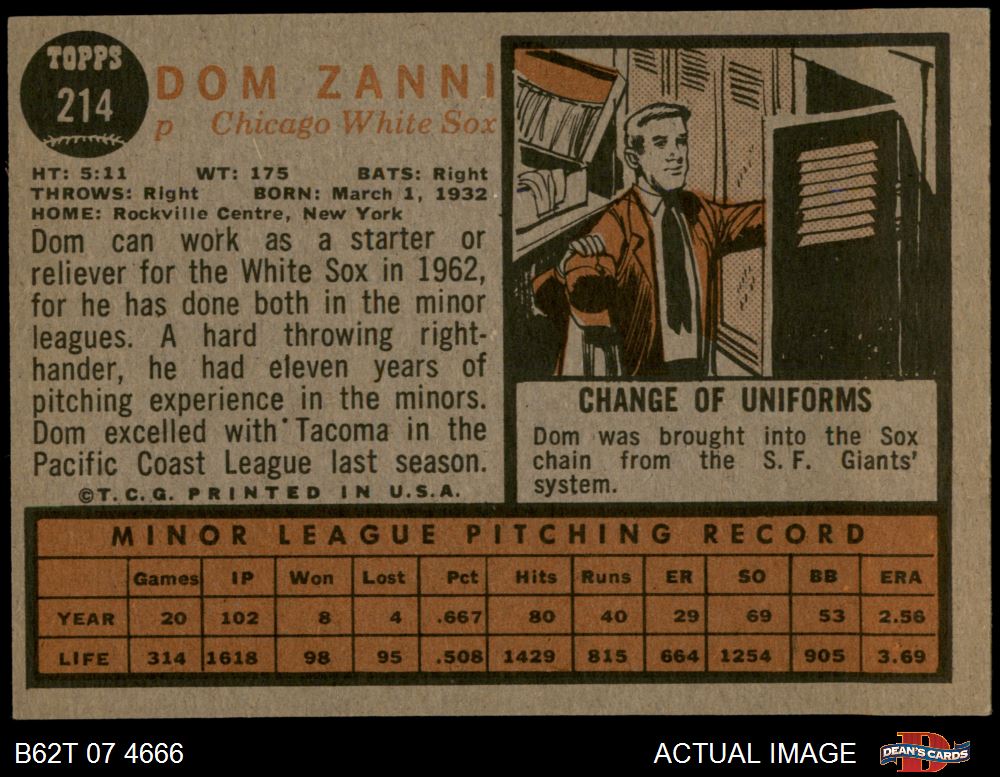 TOPPS
214
DOM ZANNI
p Chicago White Sox
HT: 5:11 WT: 175 BATS: Right
THROWS: Right BORN: March 1, 1932
HOME: Rockville Centre, New York
Dom can work as a starter or
reliever for the White Sox in 1962,
for he has done both in the minor
leagues. A hard throwing right-
hander, he had eleven years of
pitching experience in the minors.
Dom excelled with Tacoma in the
Pacific Coast League last season.
©T.C.G. PRINTED IN U.S.A.
CHANGE OF UNIFORMS
Dom was brought into the Sox
chain from the S.F. Giants'
system.
MINOR LEAGUE PITCHING RECORD
Games IP Won Lost Pct Hits Runs ER SO BB ERA
YEAR 20 102 8 4 .667 80 40 29 69 53 2.56
LIFE 314 1618 98 95 .508 1429 815 664 1254 905 3.69
B62T 07 4666
ACTUAL IMAGE
D
DEAN'S CARDS